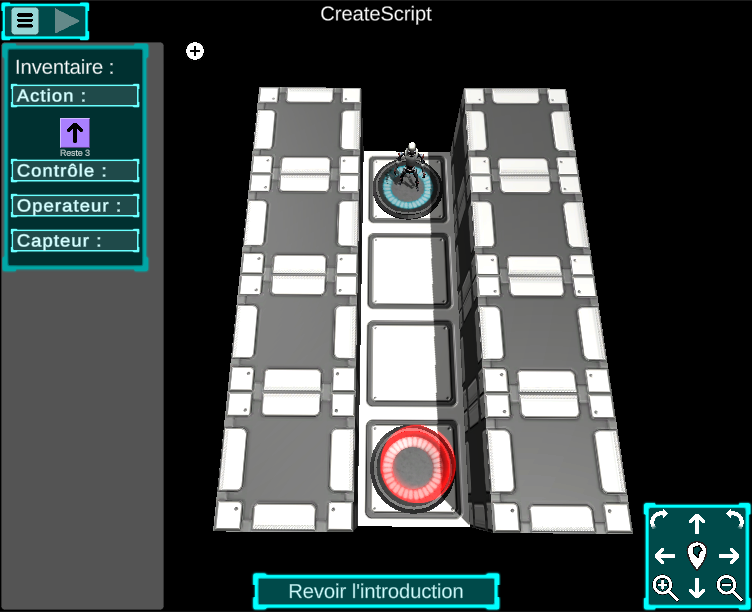 CreateScript
Inventaire :
Action :
Reste 3
Contrôle :
Operateur :
Capteur :
Revoir l'introduction